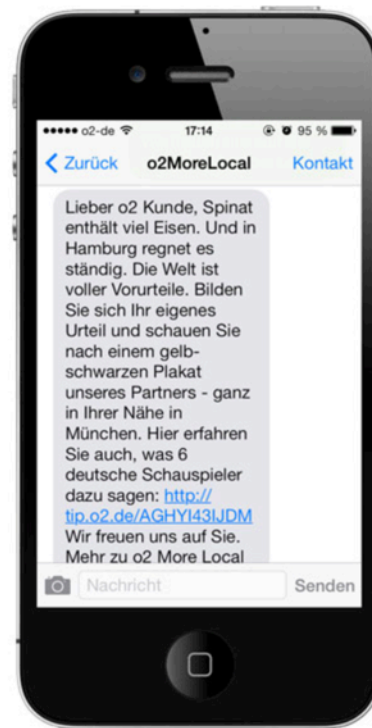 o2-de 17:14 95 %
Zurück o2MoreLocal Kontakt
Lieber o2 Kunde, Spinat
enthält viel Eisen. Und in
Hamburg regnet es
ständig. Die Welt ist
voller Vorurteile. Bilden
Sie sich Ihr eigenes
Urteil und schauen Sie
nach einem gelb-
schwarzen Plakat
unseres Partners - ganz
in Ihrer Nähe in
München. Hier erfahren
Sie auch, was 6
deutsche Schauspieler
dazu sagen: http://
tip.o2.de/AGHYI43IJDM
Wir freuen uns auf Sie.
Mehr zu o2 More Local
Nachricht Senden